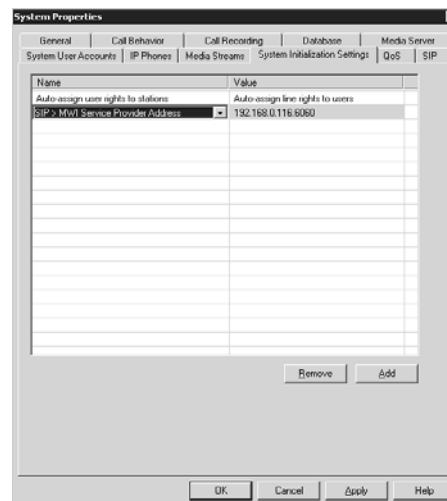 System Properties
General Call Behavior Call Recording Database Media Server
System User Accounts IP Phones Media Streams System Initialization Settings QoS SIP
Name Value
Auto-assign user rights to stations Auto-assign line rights to users
SIP > MWI Service Provider Address 192.168.0.116.6060
Remove Add
OK Cancel Apply Help